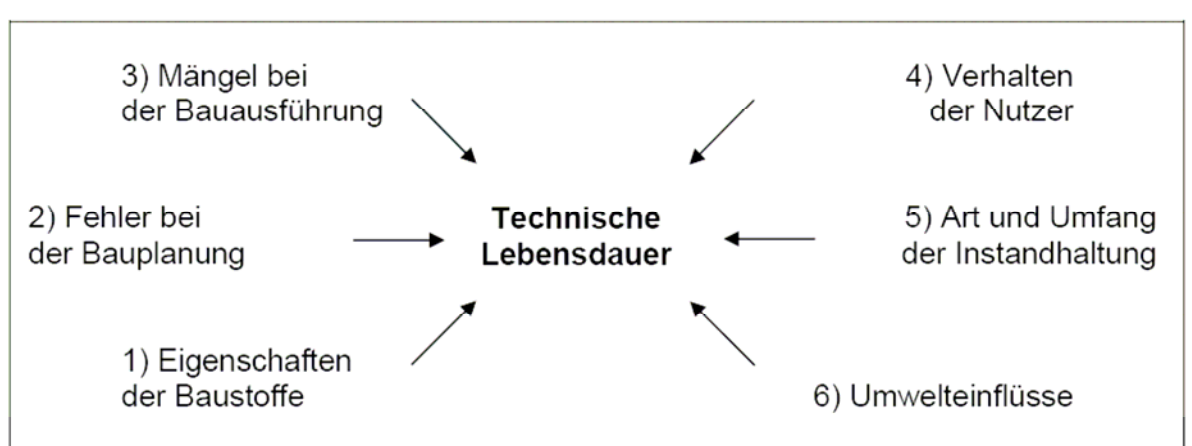 3) Mängel bei
der Bauausführung
4) Verhalten
der Nutzer
2) Fehler bei
der Bauplanung
Technische
Lebensdauer
5) Art und Umfang
der Instandhaltung
1) Eigenschaften
der Baustoffe
6) Umwelteinflüsse